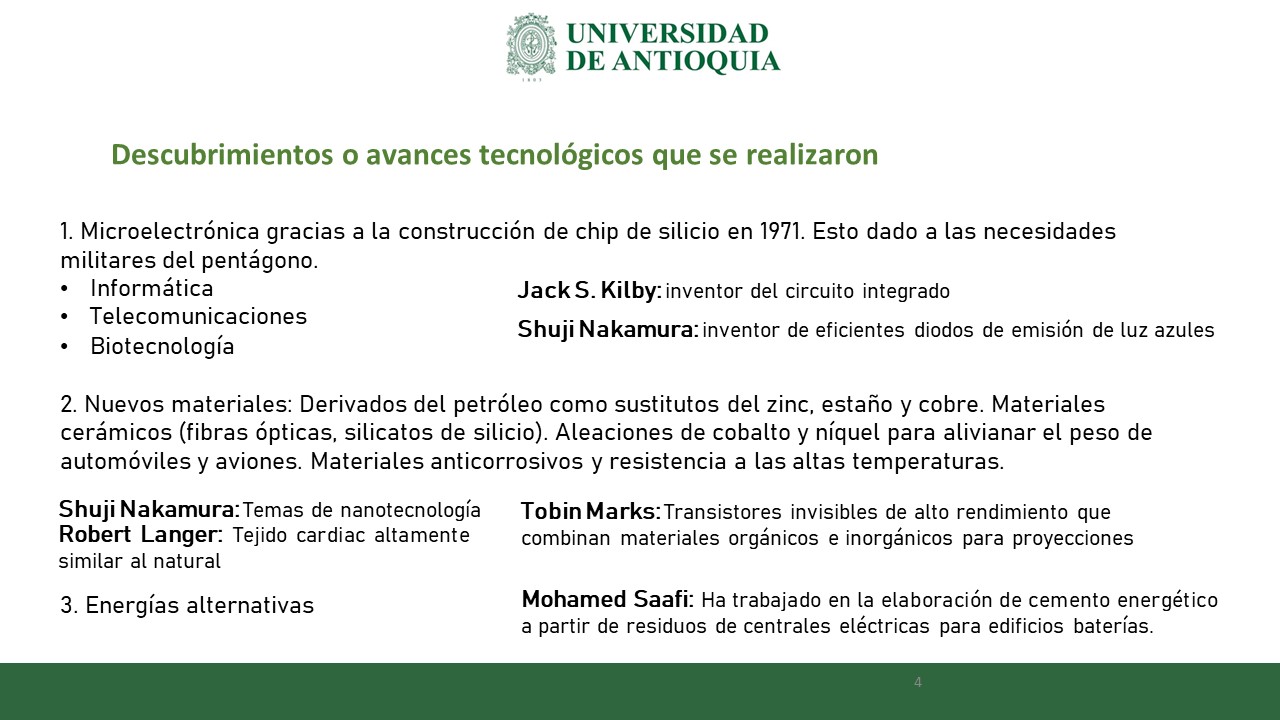 UNIVERSIDAD
DE ANTIOQUIA
1803
Descubrimientos o avances tecnológicos que se realizaron
1. Microelectrónica gracias a la construcción de chip de silicio en 1971. Esto dado a las necesidades
militares del pentágono.
• Informática
• Telecomunicaciones
• Biotecnología
Jack S. Kilby: inventor del circuito integrado
Shuji Nakamura: inventor de eficientes diodos de emisión de luz azules
2. Nuevos materiales: Derivados del petróleo como sustitutos del zinc, estaño y cobre. Materiales
cerámicos (fibras ópticas, silicatos de silicio). Aleaciones de cobalto y níquel para alivianar el peso de
automóviles y aviones. Materiales anticorrosivos y resistencia a las altas temperaturas.
Shuji Nakamura: Temas de nanotecnología
Robert Langer: Tejido cardiac altamente
similar al natural
Tobin Marks: Transistores invisibles de alto rendimiento que
combinan materiales orgánicos e inorgánicos para proyecciones
3. Energías alternativas
Mohamed Saafi: Ha trabajado en la elaboración de cemento energético
a partir de residuos de centrales eléctricas para edificios baterías.
4